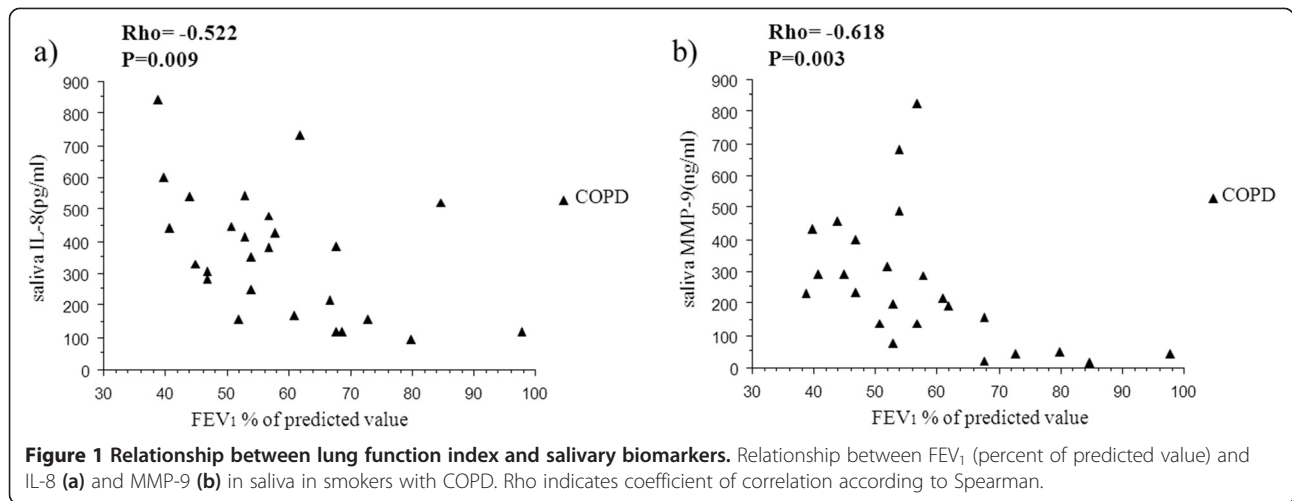 a)
Rho= -0.522
P=0.009
900
800
700
600
500
400
300
200
100
0
saliva IL-8(pg/ml)
30 40 50 60 70 80 90 100
FEV₁ % of predicted value
COPD
b)
Rho= -0.618
P=0.003
900
800
700
600
500
400
300
200
100
0
saliva MMP-9(ng/ml)
30 40 50 60 70 80 90 100
FEV₁ % of predicted value
COPD
Figure 1 Relationship between lung function index and salivary biomarkers. Relationship between FEV₁ (percent of predicted value) and
IL-8 (a) and MMP-9 (b) in saliva in smokers with COPD. Rho indicates coefficient of correlation according to Spearman.